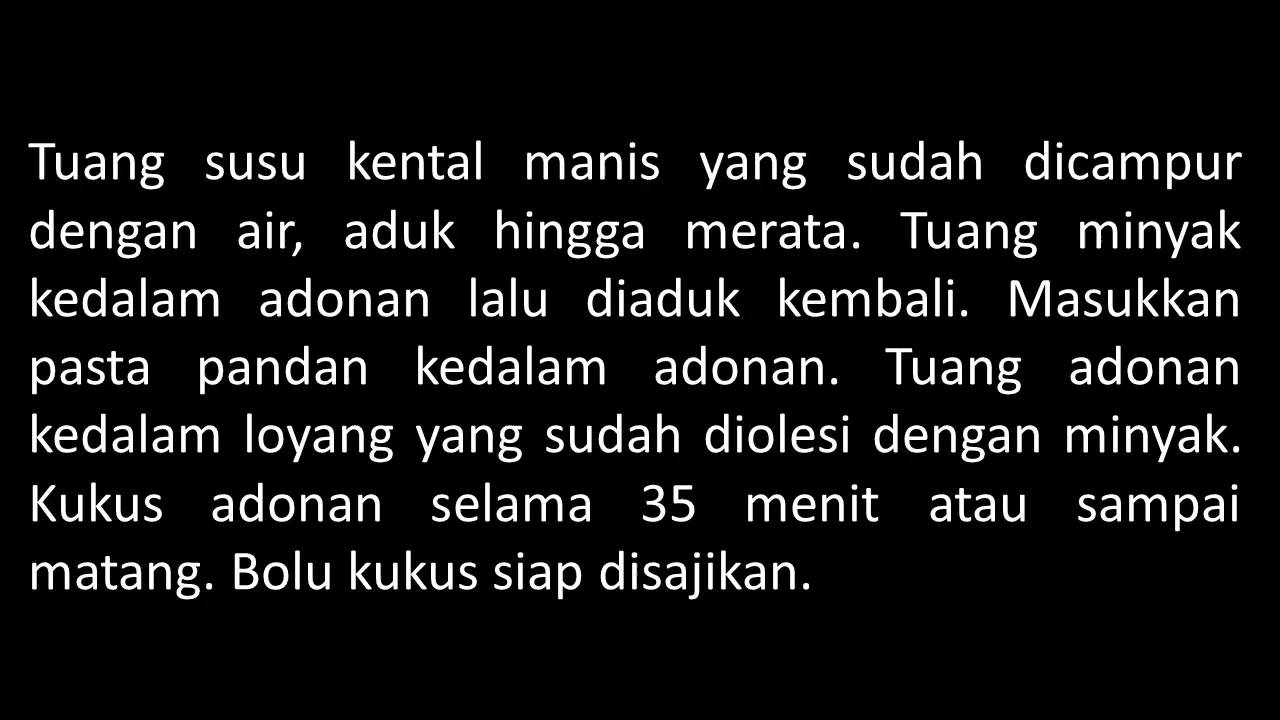 Tuang susu kental manis yang sudah dicampur
dengan air, aduk hingga merata. Tuang minyak
kedalam adonan lalu diaduk kembali. Masukkan
pasta pandan kedalam adonan. Tuang adonan
kedalam loyang yang sudah diolesi dengan minyak.
Kukus adonan selama 35 menit atau sampai
matang. Bolu kukus siap disajikan.